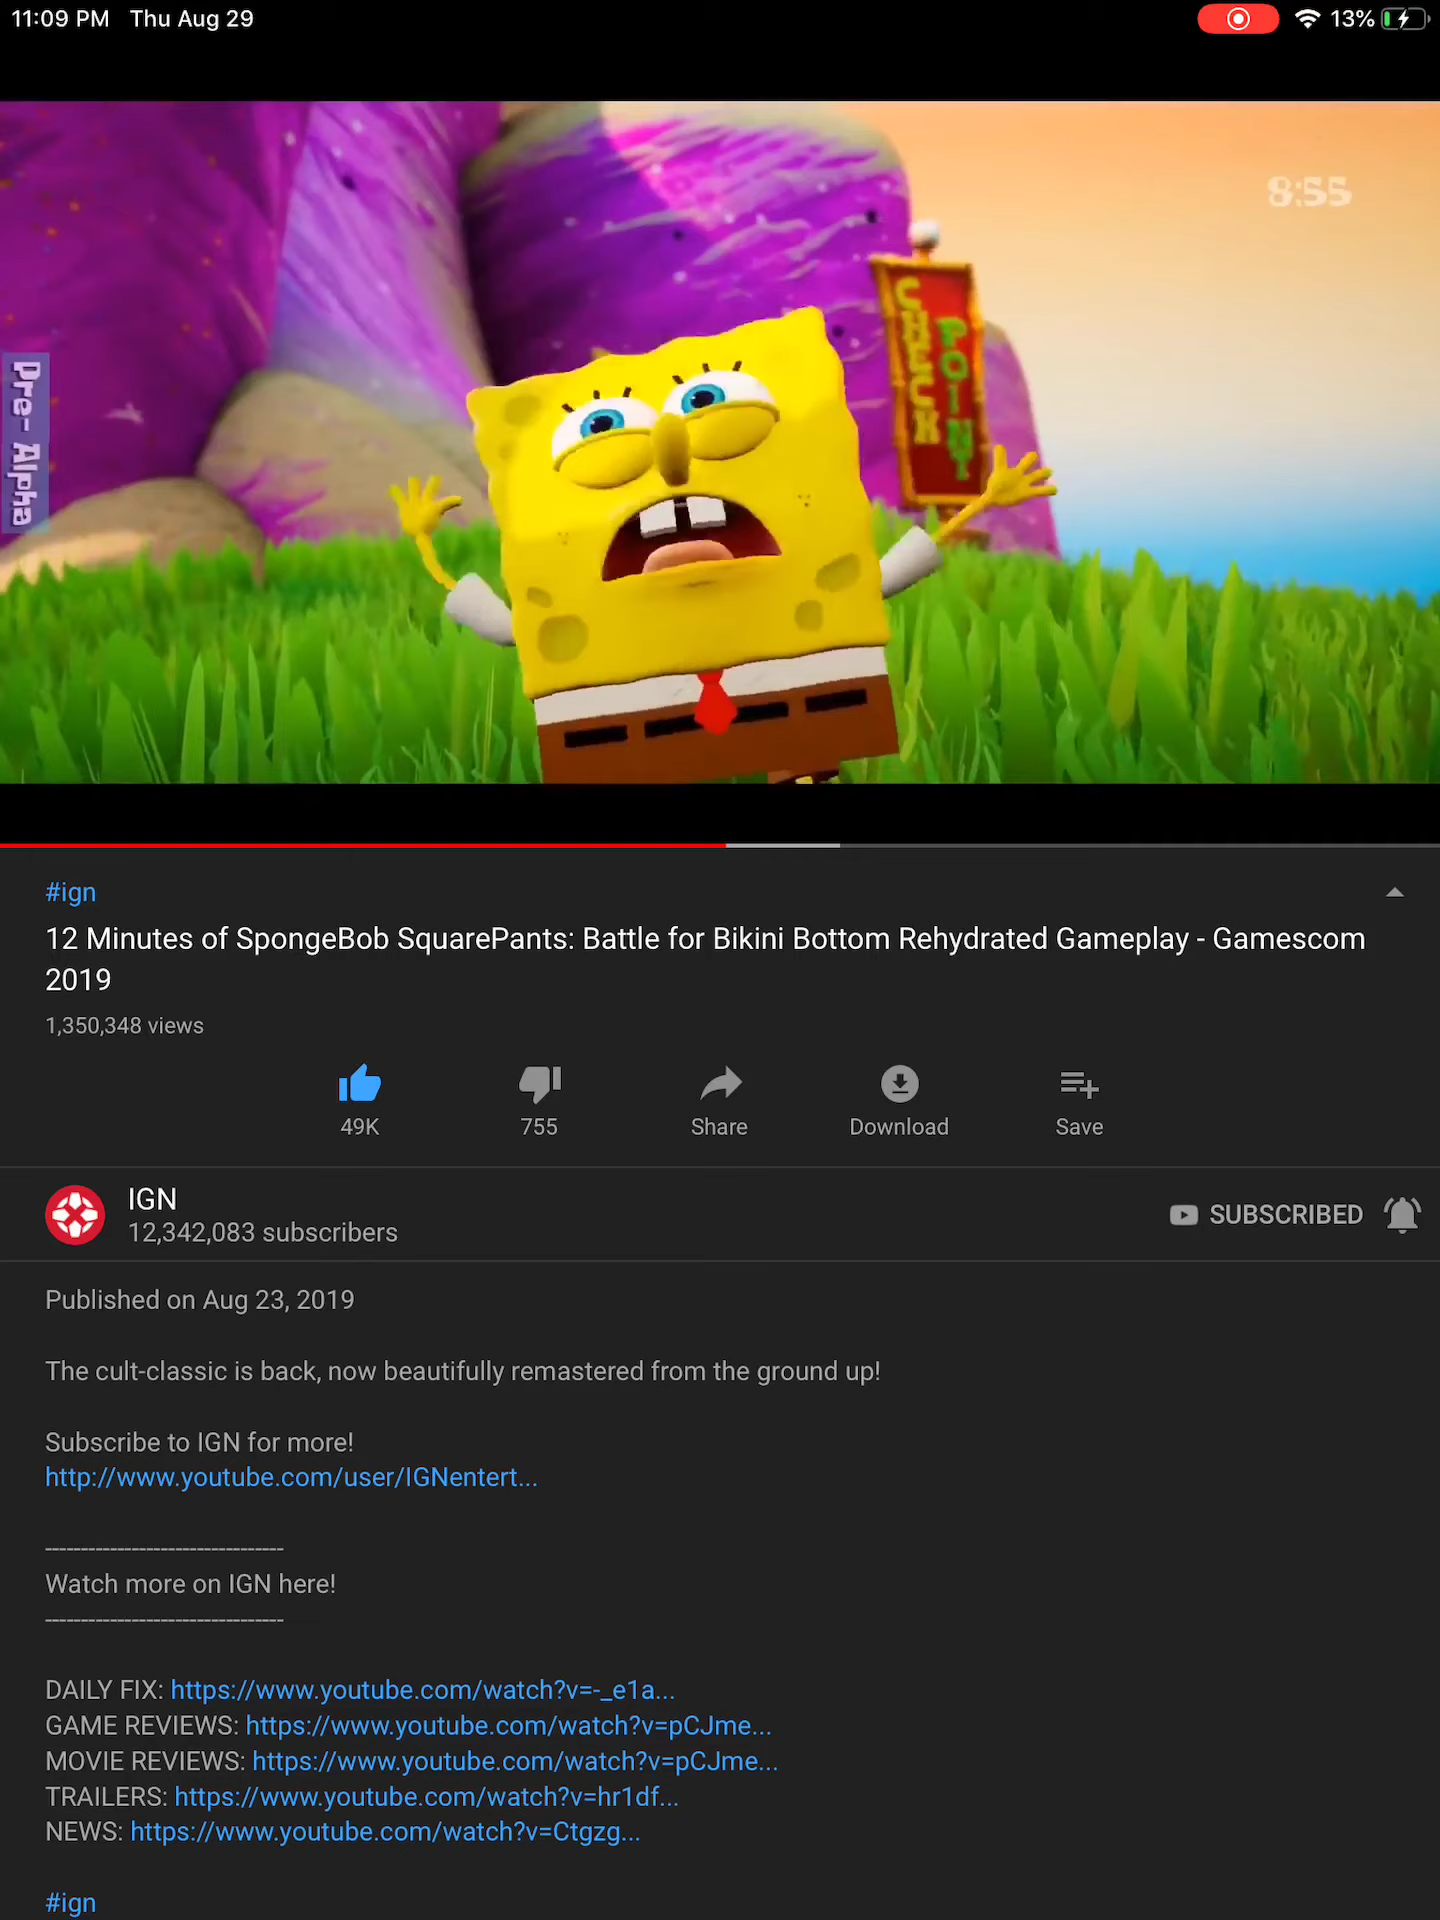 11:09 PM Thu Aug 29
13%
8:55
CHECK
POINT
Pre- Alpha
#ign
12 Minutes of SpongeBob SquarePants: Battle for Bikini Bottom Rehydrated Gameplay - Gamescom
2019
1,350,348 views
49K
755
Share
Download
Save
IGN
12,342,083 subscribers
SUBSCRIBED
Published on Aug 23, 2019
The cult-classic is back, now beautifully remastered from the ground up!
Subscribe to IGN for more!
http://www.youtube.com/user/IGNentert...
----------------------------------
Watch more on IGN here!
----------------------------------
DAILY FIX: https://www.youtube.com/watch?v=-_e1a...
GAME REVIEWS: https://www.youtube.com/watch?v=pCJme...
MOVIE REVIEWS: https://www.youtube.com/watch?v=pCJme...
TRAILERS: https://www.youtube.com/watch?v=hr1df...
NEWS: https://www.youtube.com/watch?v=Ctgzg...
#ign